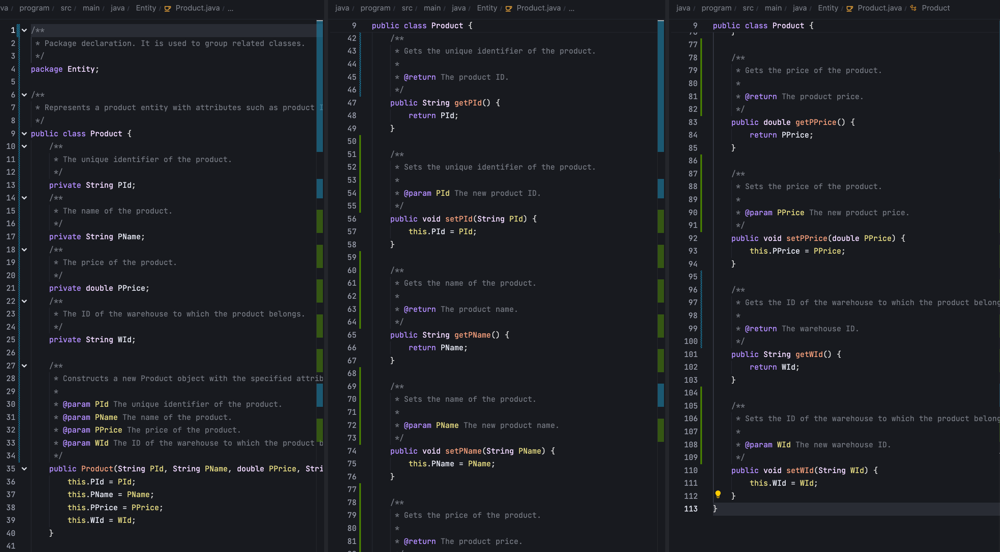 va / program / src / main / java / Entity / Product.java / ...
1 /**
2 * Package declaration. It is used to group related classes.
3 */
4 package Entity;
5
6 /**
7 * Represents a product entity with attributes such as product I
8 */
9 public class Product {
10 /**
11 * The unique identifier of the product.
12 */
13 private String PId;
14 /**
15 * The name of the product.
16 */
17 private String PName;
18 /**
19 * The price of the product.
20 */
21 private double PPrice;
22 /**
23 * The ID of the warehouse to which the product belongs.
24 */
25 private String WId;
26
27 /**
28 * Constructs a new Product object with the specified attrib
29 *
30 * @param PId The unique identifier of the product.
31 * @param PName The name of the product.
32 * @param PPrice The price of the product.
33 * @param WId The ID of the warehouse to which the product b
34 */
35 public Product(String PId, String PName, double PPrice, Stri
36 this.PId = PId;
37 this.PName = PName;
38 this.PPrice = PPrice;
39 this.WId = WId;
40 }
41
java / program / src / main / java / Entity / Product.java / ...
9 public class Product {
42 /**
43 * Gets the unique identifier of the product.
44 *
45 * @return The product ID.
46 */
47 public String getPId() {
48 return PId;
49 }
50
51 /**
52 * Sets the unique identifier of the product.
53 *
54 * @param PId The new product ID.
55 */
56 public void setPId(String PId) {
57 this.PId = PId;
58 }
59
60 /**
61 * Gets the name of the product.
62 *
63 * @return The product name.
64 */
65 public String getPName() {
66 return PName;
67 }
68
69 /**
70 * Sets the name of the product.
71 *
72 * @param PName The new product name.
73 */
74 public void setPName(String PName) {
75 this.PName = PName;
76 }
77
78 /**
79 * Gets the price of the product.
80 *
81 * @return The product price.
java / program / src / main / java / Entity / Product.java / Product
9 public class Product {
76 }
77
78 /**
79 * Gets the price of the product.
80 *
81 * @return The product price.
82 */
83 public double getPPrice() {
84 return PPrice;
85 }
86
87 /**
88 * Sets the price of the product.
89 *
90 * @param PPrice The new product price.
91 */
92 public void setPPrice(double PPrice) {
93 this.PPrice = PPrice;
94 }
95
96 /**
97 * Gets the ID of the warehouse to which the product belong
98 *
99 * @return The warehouse ID.
100 */
101 public String getWId() {
102 return WId;
103 }
104
105 /**
106 * Sets the ID of the warehouse to which the product belong
107 *
108 * @param WId The new warehouse ID.
109 */
110 public void setWId(String WId) {
111 this.WId = WId;
112 }
113 }